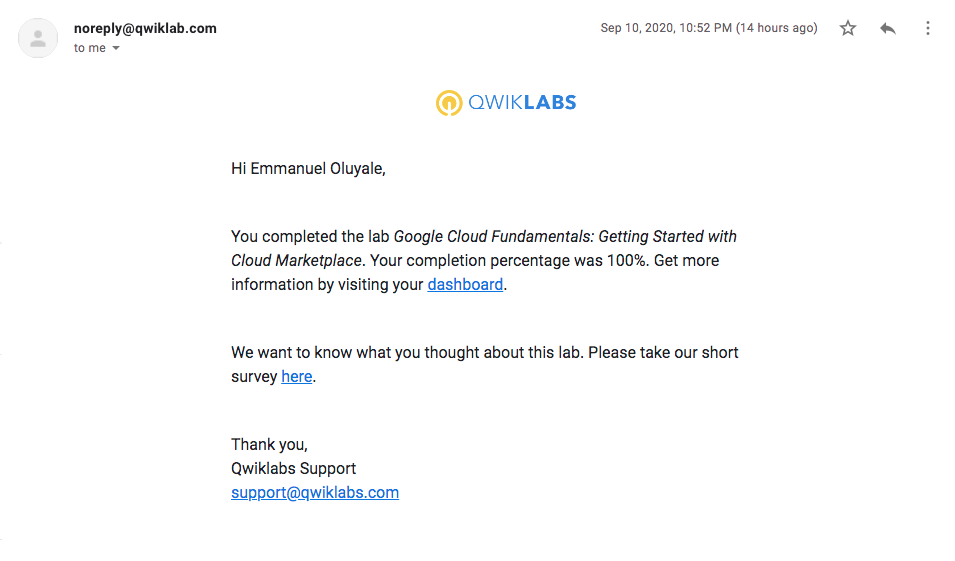 noreply@qwiklab.com
Sep 10, 2020, 10:52 PM (14 hours ago)
to me
QWIKLABS
Hi Emmanuel Oluyale,
You completed the lab Google Cloud Fundamentals: Getting Started with
Cloud Marketplace. Your completion percentage was 100%. Get more
information by visiting your dashboard.
We want to know what you thought about this lab. Please take our short
survey here.
Thank you,
Qwiklabs Support
support@qwiklabs.com